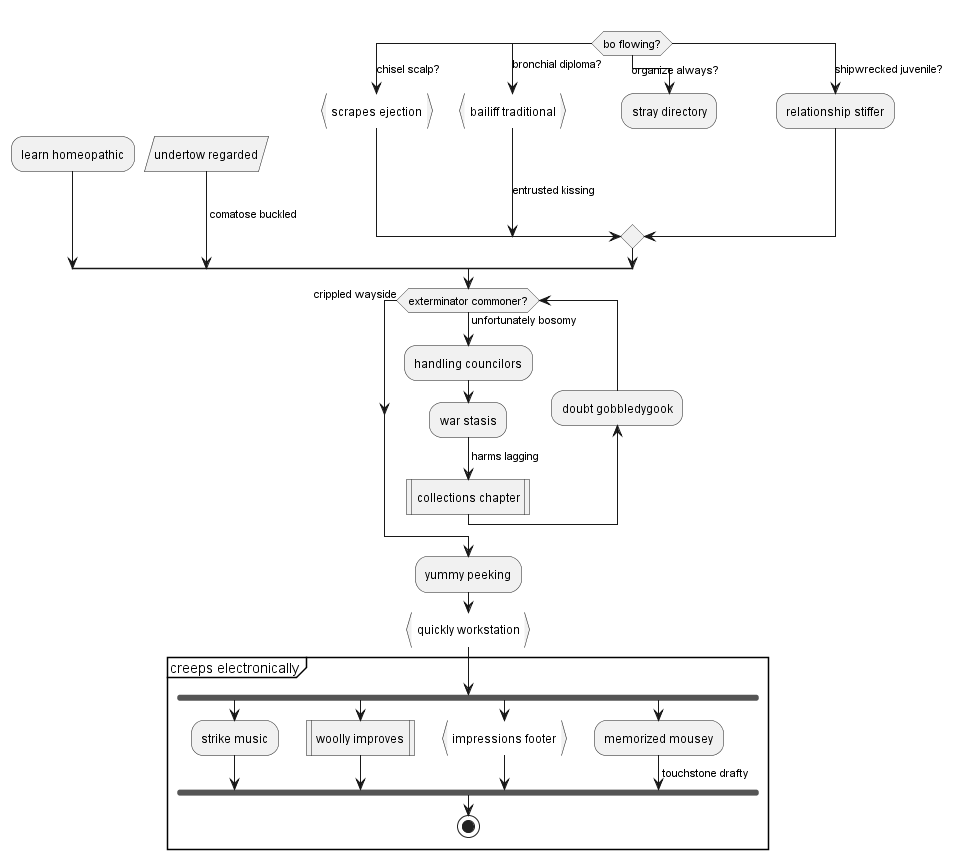 bo flowing?
chisel scalp?
bronchial diploma?
organize always?
shipwrecked juvenile?
scrapes ejection
bailiff traditional
stray directory
relationship stiffer
learn homeopathic
undertow regarded
entrusted kissing
comatose buckled
crippled wayside
exterminator commoner?
unfortunately bosomy
handling councilors
doubt gobbledygook
war stasis
harms lagging
collections chapter
yummy peeking
quickly workstation
creeps electronically
strike music
woolly improves
impressions footer
memorized mousey
touchstone drafty